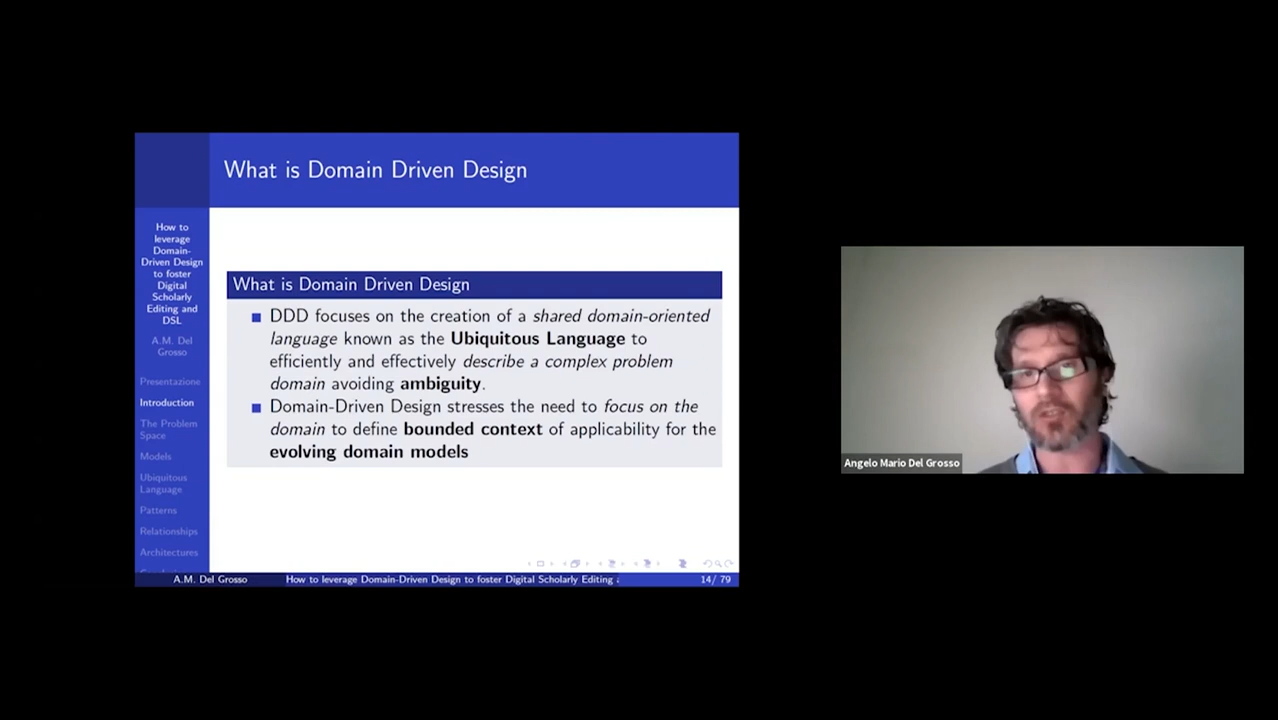 What is Domain Driven Design
How to
leverage
Domain-
Driven Design
to foster
Digital
Scholarly
Editing and
DSL
A.M. Del
Grosso
Presentazione
Introduction
The Problem
Space
Models
Ubiquitous
Language
Patterns
Relationships
Architectures
What is Domain Driven Design
DDD focuses on the creation of a shared domain-oriented
language known as the Ubiquitous Language to
efficiently and effectively describe a complex problem
domain avoiding ambiguity.
Domain-Driven Design stresses the need to focus on the
domain to define bounded context of applicability for the
evolving domain models
A.M. Del Grosso
How to leverage Domain-Driven Design to foster Digital Scholarly Editing
14/ 79
Angelo Mario Del Grosso